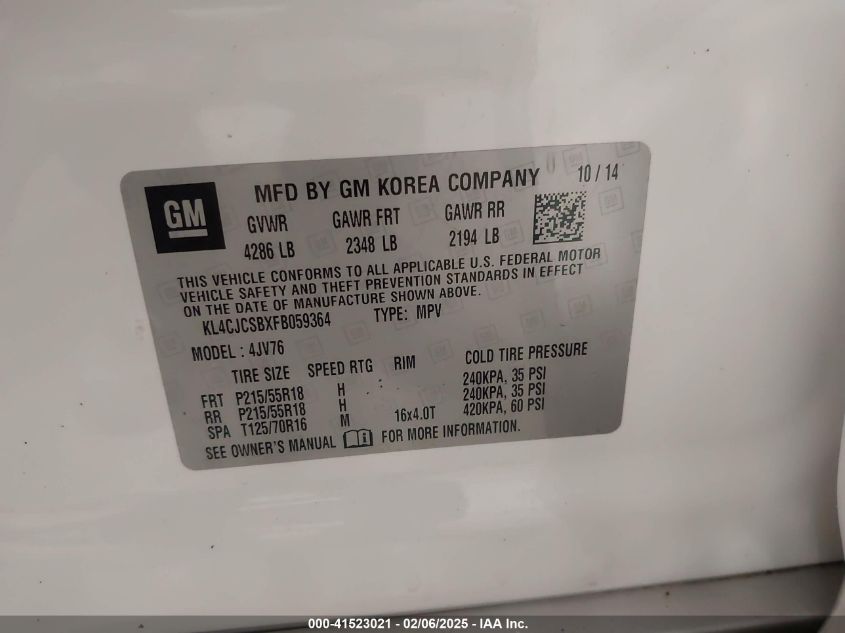 GM
MFD BY GM KOREA COMPANY 10 / 14
GVWR GAWR FRT GAWR RR
4286 LB 2348 LB 2194 LB
THIS VEHICLE CONFORMS TO ALL APPLICABLE U.S. FEDERAL MOTOR
VEHICLE SAFETY AND THEFT PREVENTION STANDARDS IN EFFECT
ON THE DATE OF MANUFACTURE SHOWN ABOVE.
KL4CJCSBXFB059364 TYPE: MPV
MODEL : 4JV76
TIRE SIZE SPEED RTG RIM COLD TIRE PRESSURE
FRT P215/55R18 H 240KPA, 35 PSI
RR P215/55R18 H 240KPA, 35 PSI
SPA T125/70R16 M 16x4.0T 420KPA, 60 PSI
SEE OWNER'S MANUAL FOR MORE INFORMATION.
000-41523021 - 02/06/2025 - IAA Inc.